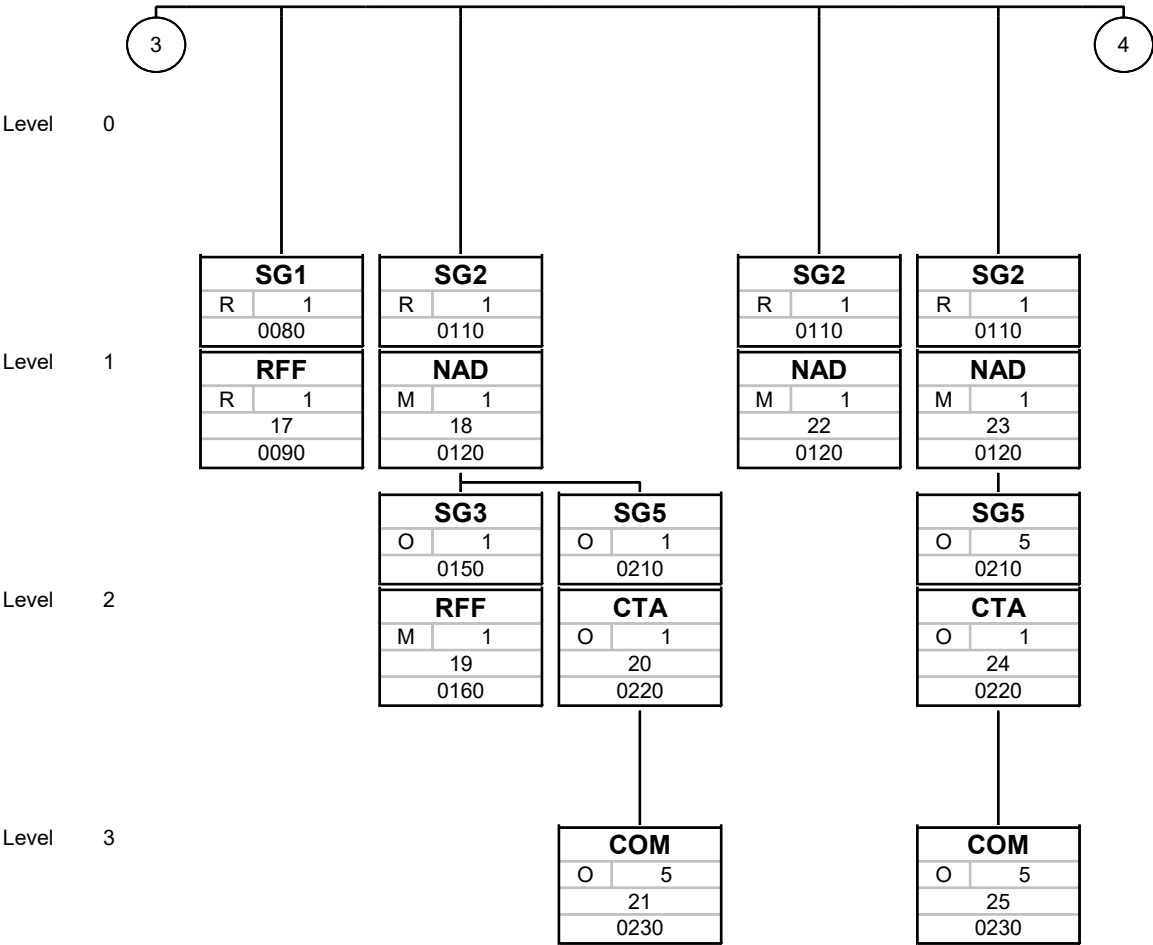 3 4
Level 0
SG1 SG2 SG2 SG2
R 1 R 1 R 1 R 1
0080 0110 0110 0110
Level 1
RFF NAD NAD NAD
R 1 M 1 M 1 M 1
17 18 22 23
0090 0120 0120 0120
SG3 SG5 SG5
O 1 O 1 O 5
0150 0210 0210
Level 2
RFF CTA CTA
M 1 O 1 O 1
19 20 24
0160 0220 0220
Level 3
COM COM
O 5 O 5
21 25
0230 0230